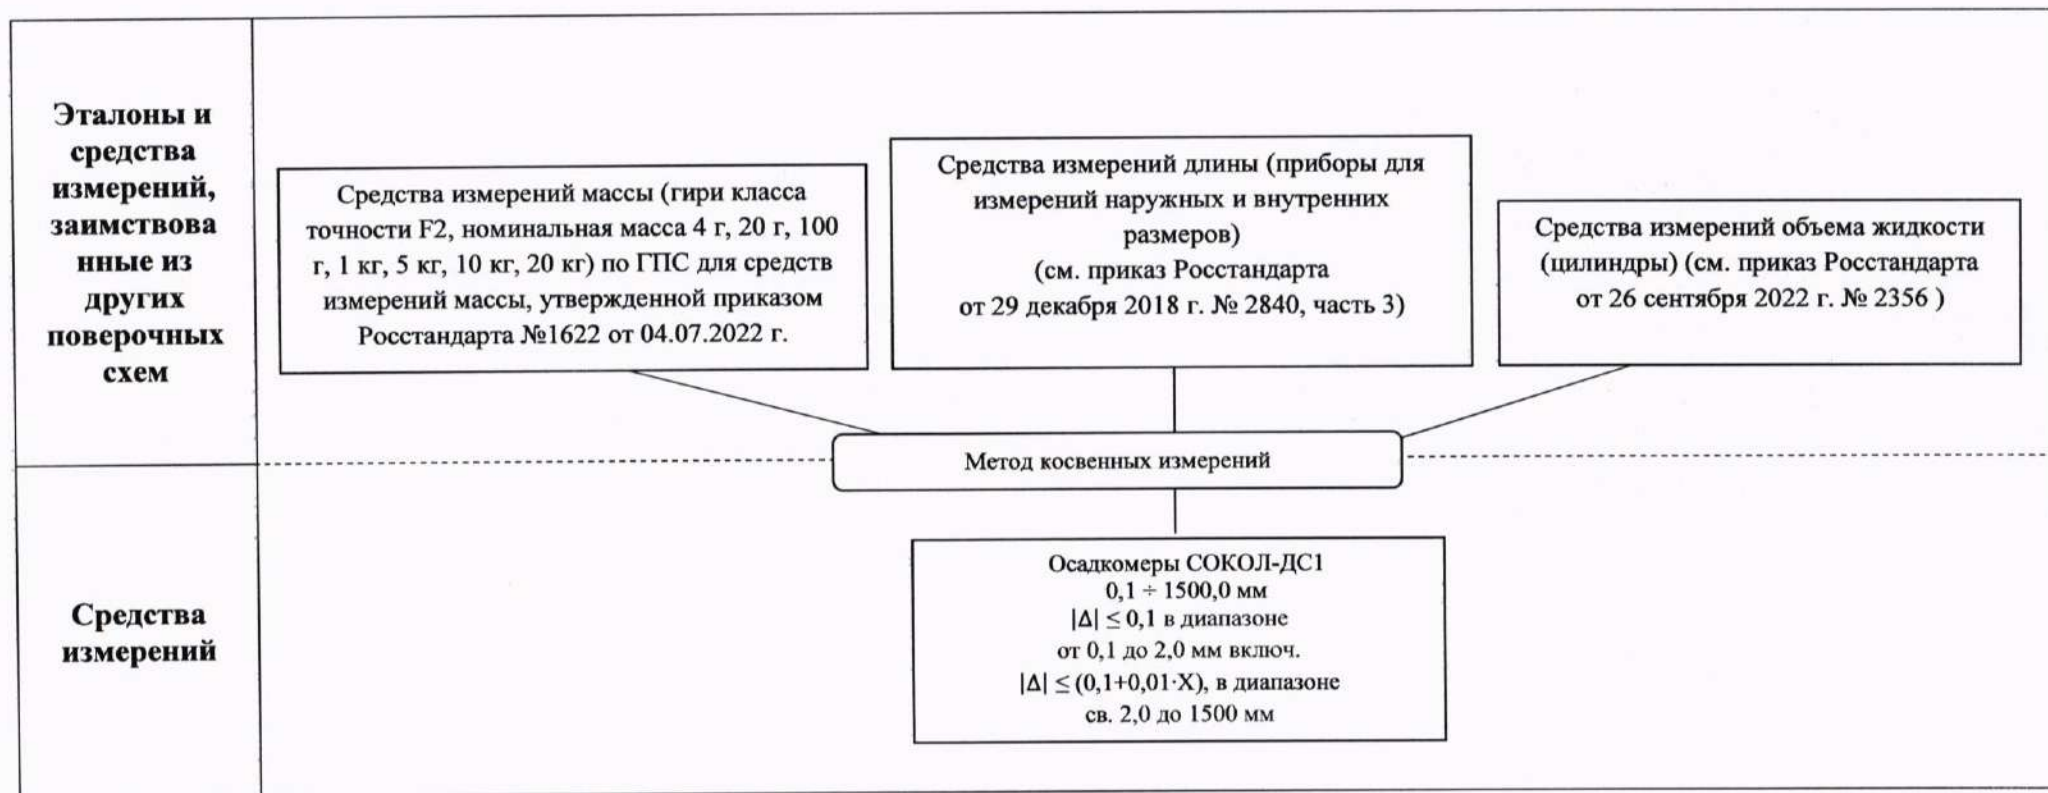 Эталоны и
средства
измерений,
заимствова
нные из
других
поверочных
схем
Средства измерений массы (гири класса
точности F2, номинальная масса 4 г, 20 г, 100
г, 1 кг, 5 кг, 10 кг, 20 кг) по ГПС для средств
измерений массы, утвержденной приказом
Росстандарта №1622 от 04.07.2022 г.
Средства измерений длины (приборы для
измерений наружных и внутренних
размеров)
(см. приказ Росстандарта
от 29 декабря 2018 г. № 2840, часть 3)
Средства измерений объема жидкости
(цилиндры) (см. приказ Росстандарта
от 26 сентября 2022 г. № 2356 )
Метод косвенных измерений
Средства
измерений
Осадкомеры СОКОЛ-ДС1
0,1 ÷ 1500,0 мм
|Δ| ≤ 0,1 в диапазоне
от 0,1 до 2,0 мм включ.
|Δ| ≤ (0,1+0,01·X), в диапазоне
св. 2,0 до 1500 мм